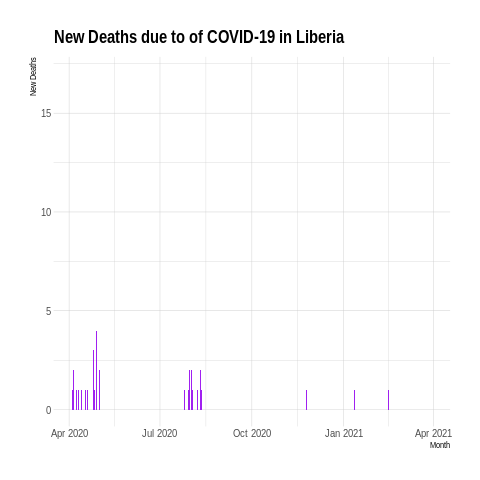 New Deaths due to of COVID-19 in Liberia
New Deaths
15
10
5
0
Apr 2020 Jul 2020 Oct 2020 Jan 2021 Apr 2021
Month